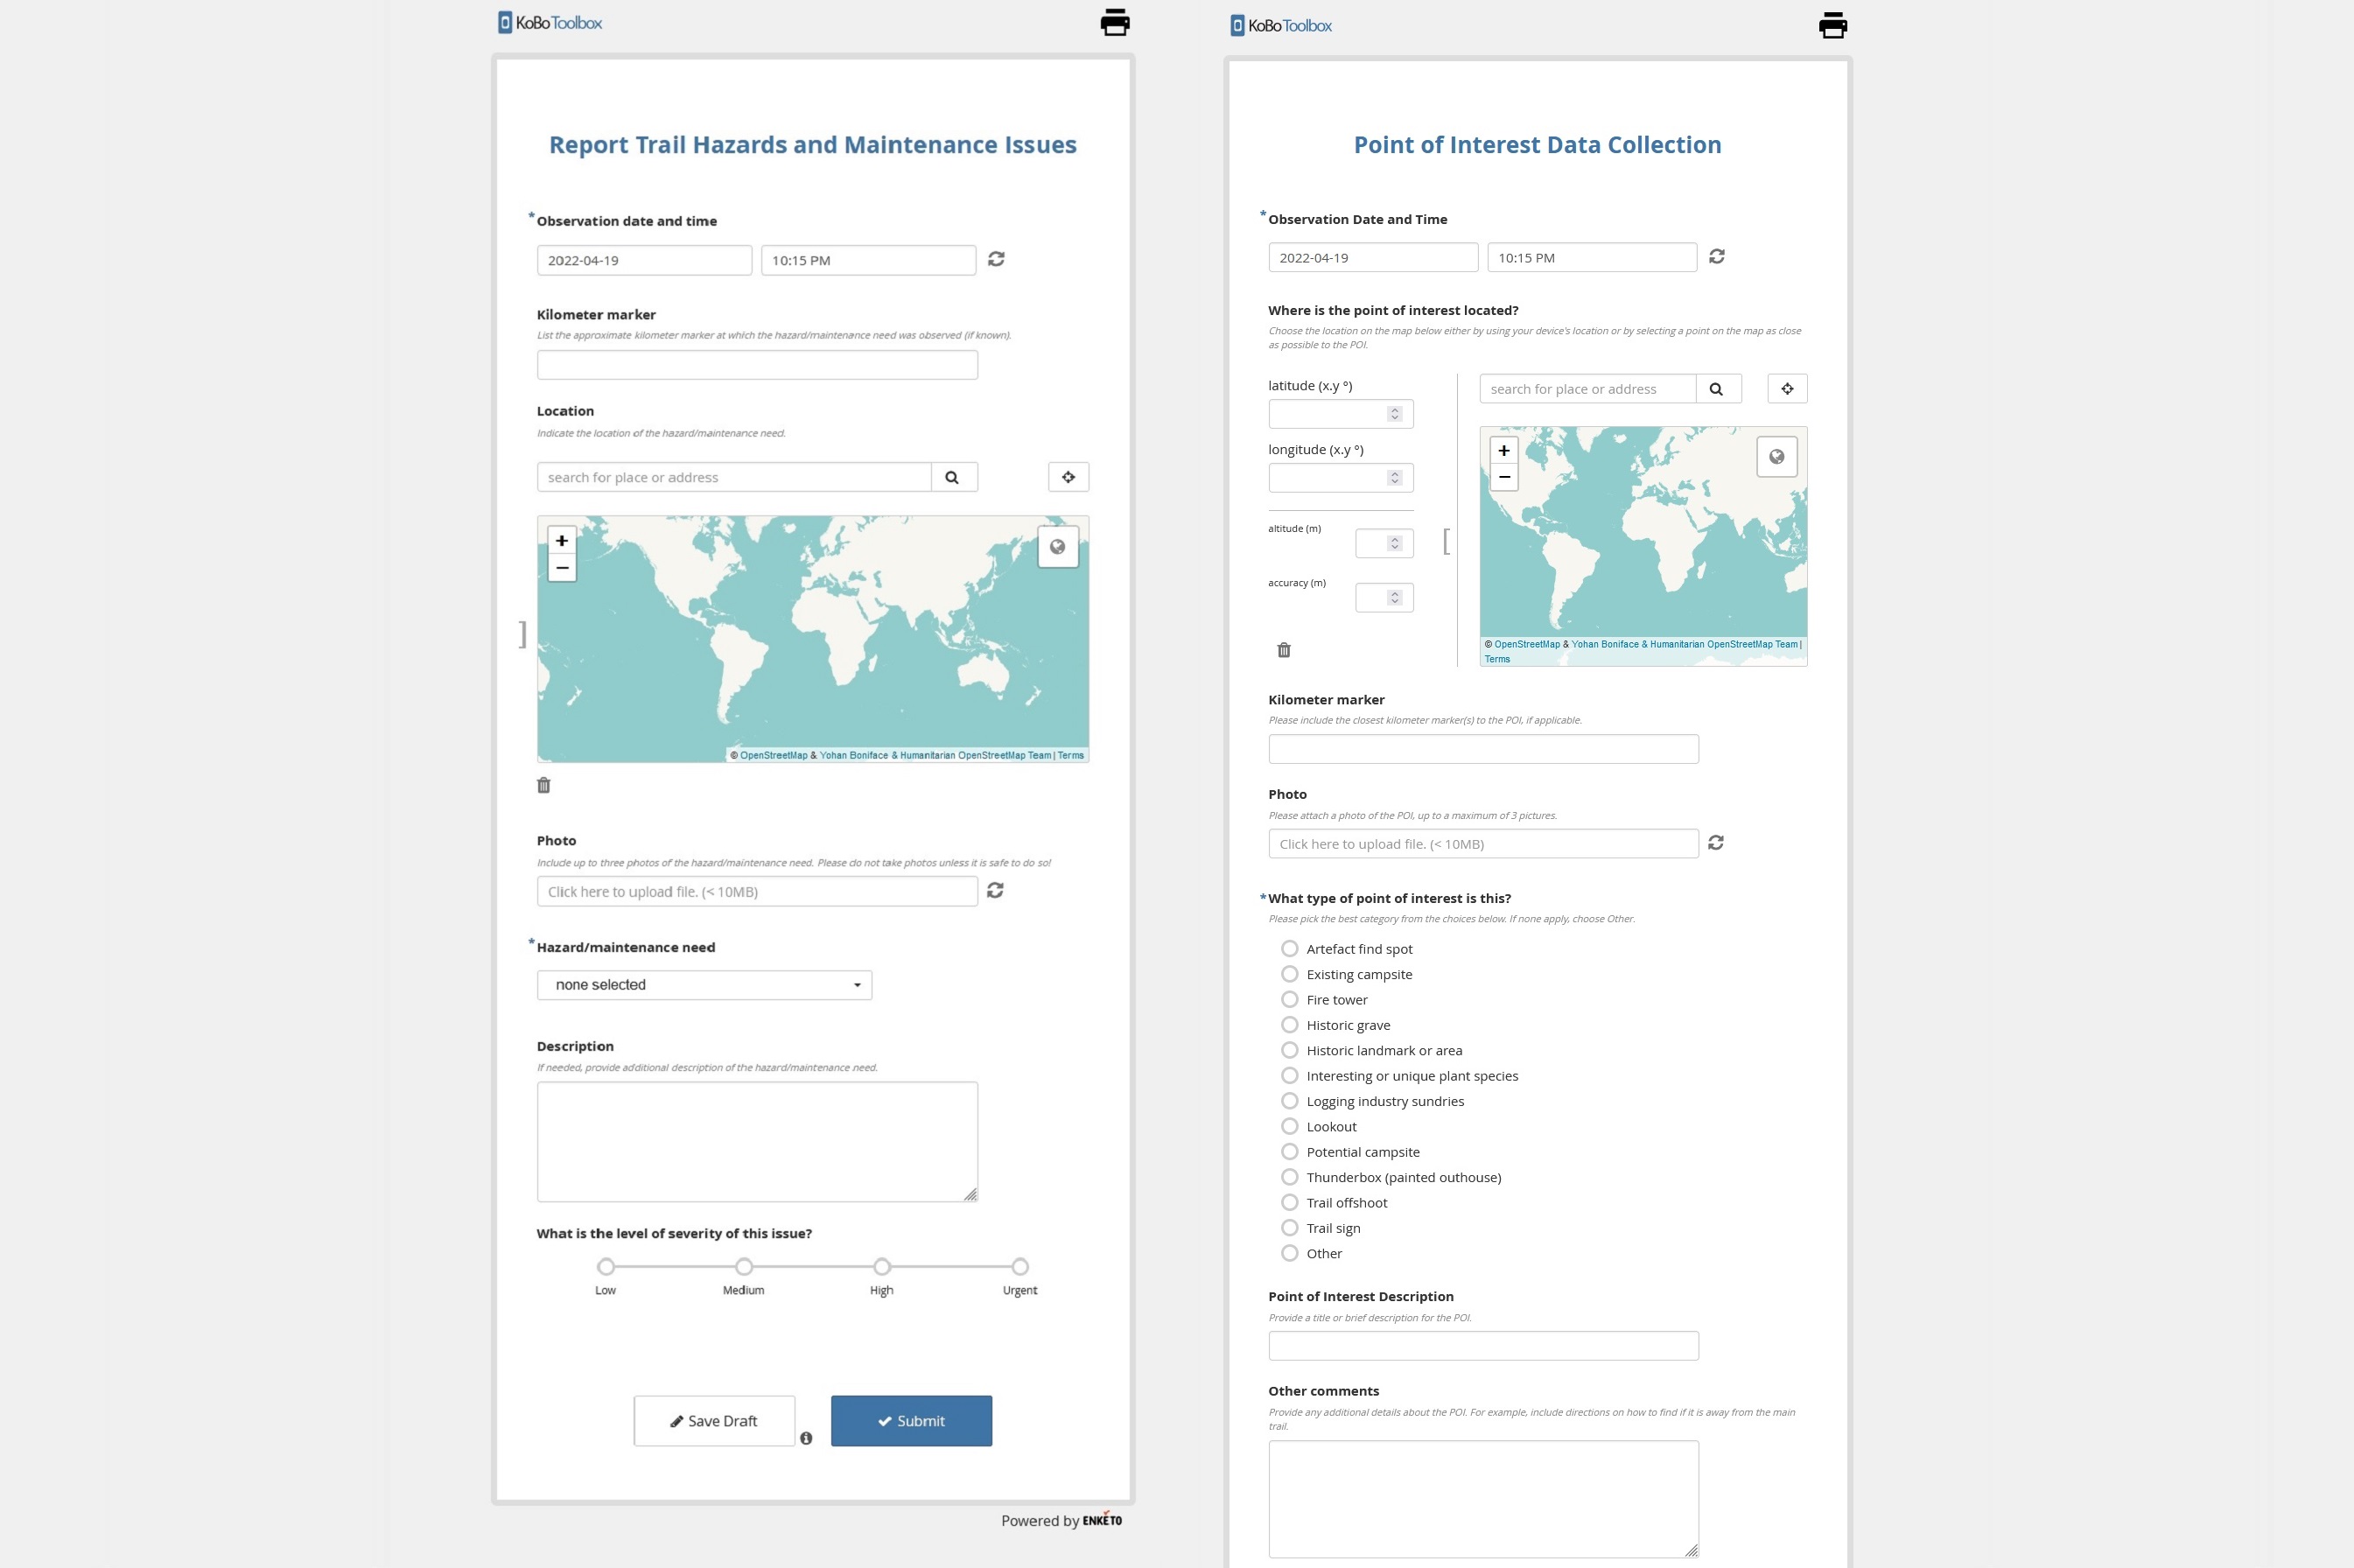 KoBoToolbox
Report Trail Hazards and Maintenance Issues
* Observation date and time
2022-04-19
10:15 PM
Kilometer marker
List the approximate kilometer marker at which the hazard/maintenance need was observed (if known).
Location
Indicate the location of the hazard/maintenance need.
search for place or address
+
−
© OpenStreetMap & Yohan Boniface & Humanitarian OpenStreetMap Team | Terms
]
Photo
Include up to three photos of the hazard/maintenance need. Please do not take photos unless it is safe to do so!
Click here to upload file. (< 10MB)
* Hazard/maintenance need
none selected
Description
If needed, provide additional description of the hazard/maintenance need.
What is the level of severity of this issue?
Low
Medium
High
Urgent
Save Draft
Submit
Powered by ENKETO
KoBoToolbox
Point of Interest Data Collection
* Observation Date and Time
2022-04-19
10:15 PM
Where is the point of interest located?
Choose the location on the map below either by using your device's location or by selecting a point on the map as close
as possible to the POI.
latitude (x.y °)
longitude (x.y °)
altitude (m)
accuracy (m)
[
search for place or address
+
−
© OpenStreetMap & Yohan Boniface & Humanitarian OpenStreetMap Team |
Terms
Kilometer marker
Please include the closest kilometer marker(s) to the POI, if applicable.
Photo
Please attach a photo of the POI, up to a maximum of 3 pictures.
Click here to upload file. (< 10MB)
* What type of point of interest is this?
Please pick the best category from the choices below. If none apply, choose Other.
Artefact find spot
Existing campsite
Fire tower
Historic grave
Historic landmark or area
Interesting or unique plant species
Logging industry sundries
Lookout
Potential campsite
Thunderbox (painted outhouse)
Trail offshoot
Trail sign
Other
Point of Interest Description
Provide a title or brief description for the POI.
Other comments
Provide any additional details about the POI. For example, include directions on how to find if it is away from the main
trail.